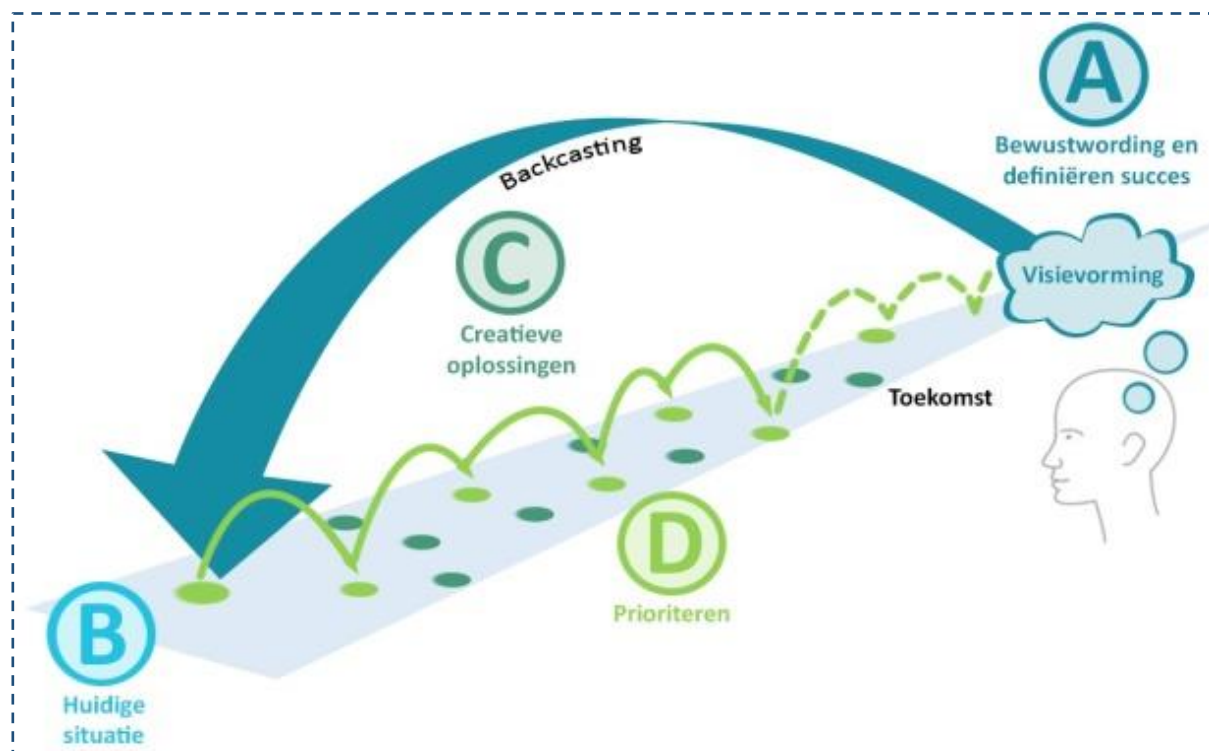 A
Bewustwording en
definiëren succes
Backcasting
C
Creatieve
oplossingen
Visievorming
Toekomst
D
Prioriteren
B
Huidige
situatie